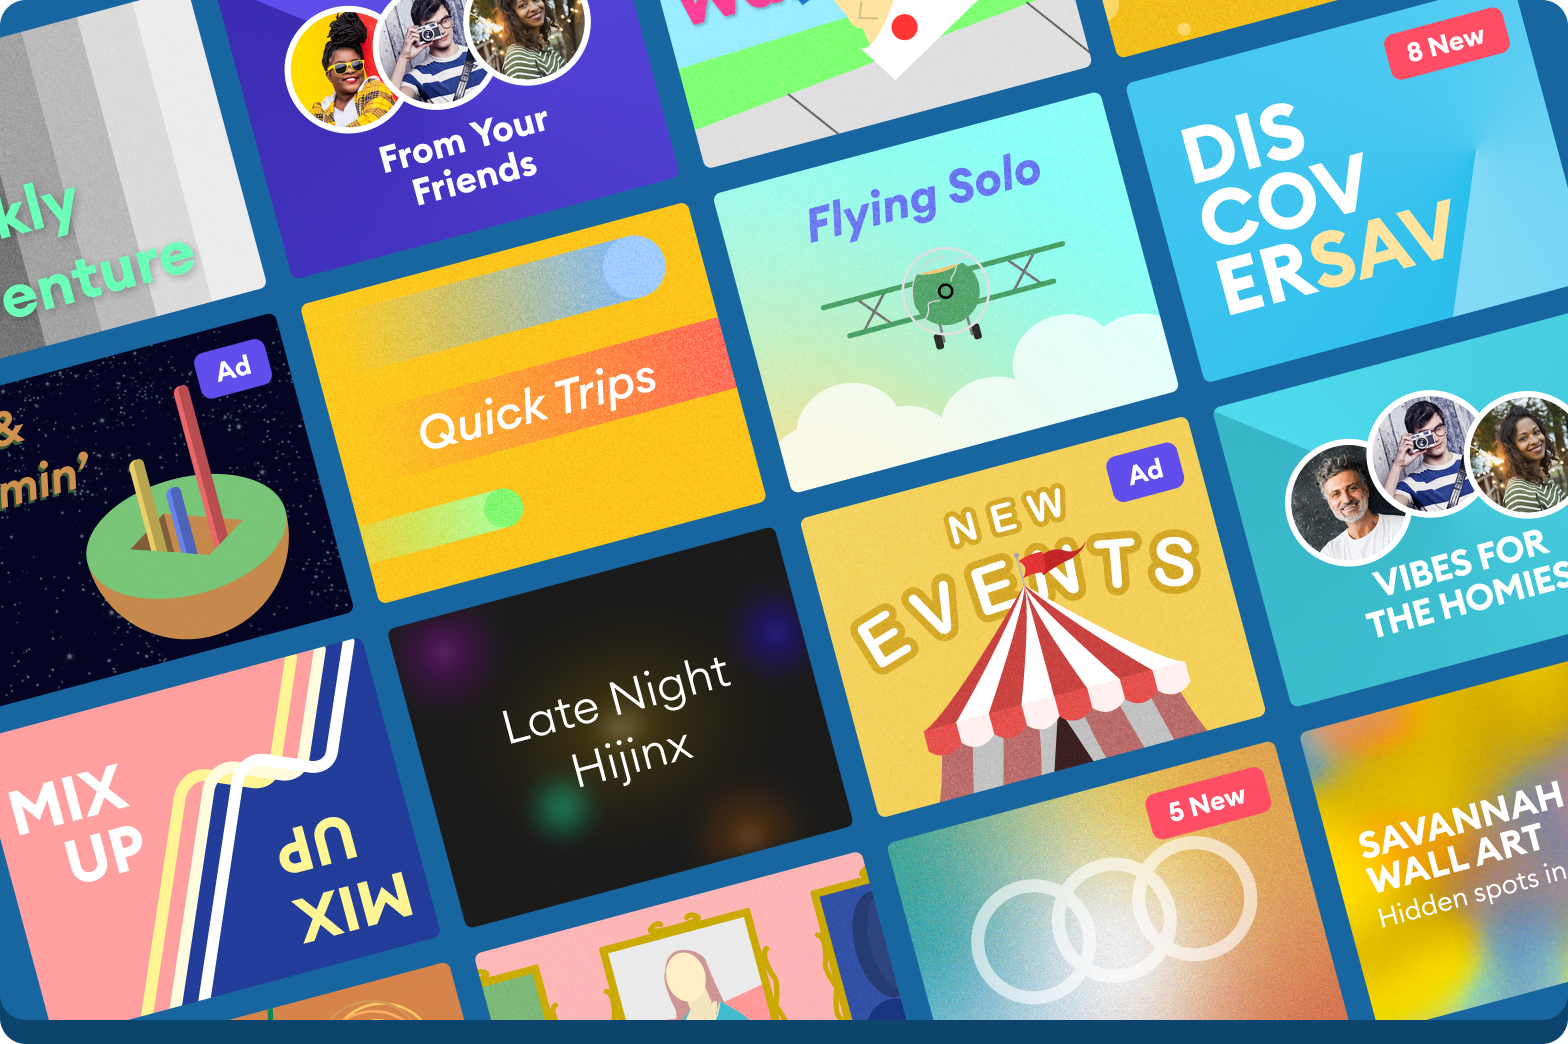 kly
enture
From Your
Friends
8 New
DIS
COV
ERSAV
Flying Solo
Ad
&
min’
Quick Trips
Ad
NEW
EVENTS
VIBES FOR
THE HOMIES
MIX
UP
MIX
UP
Late Night
Hijinx
5 New
SAVANNAH
WALL ART
Hidden spots in